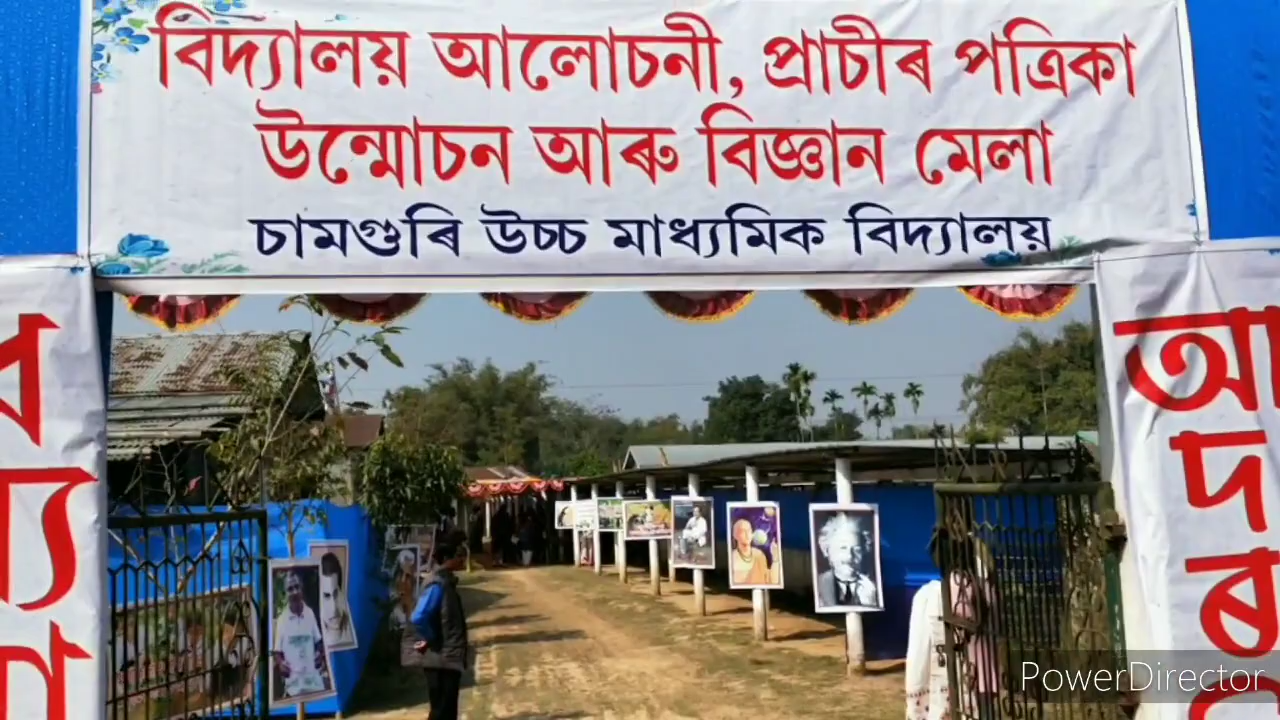 বিদ্যালয় আলোচনী, প্ৰাচীৰ পত্ৰিকা
উন্মোচন আৰু বিজ্ঞান মেলা
চামগুৰি উচ্চ মাধ্যমিক বিদ্যালয়
আ
দ
ৰ
PowerDirector